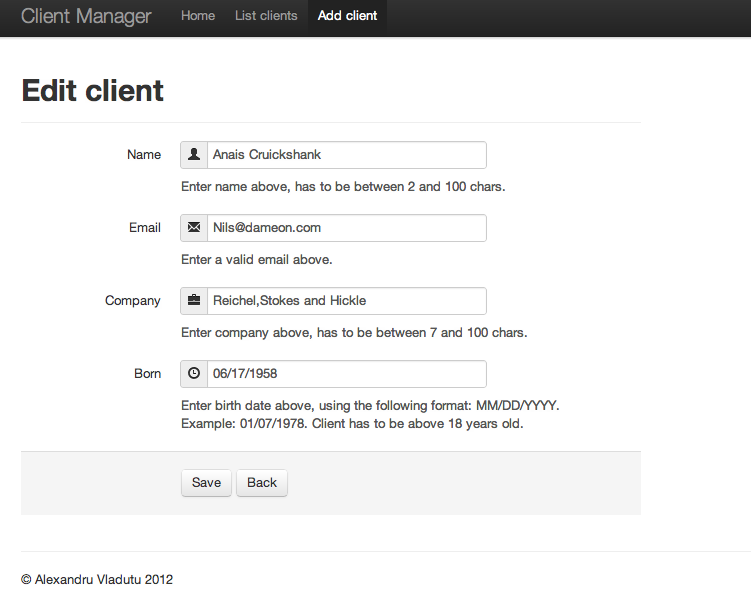 Client Manager Home List clients Add client
Edit client
Name Anais Cruickshank
Enter name above, has to be between 2 and 100 chars.
Email Nils@dameon.com
Enter a valid email above.
Company Reichel,Stokes and Hickle
Enter company above, has to be between 7 and 100 chars.
Born 06/17/1958
Enter birth date above, using the following format: MM/DD/YYYY.
Example: 01/07/1978. Client has to be above 18 years old.
Save Back
© Alexandru Vladutu 2012